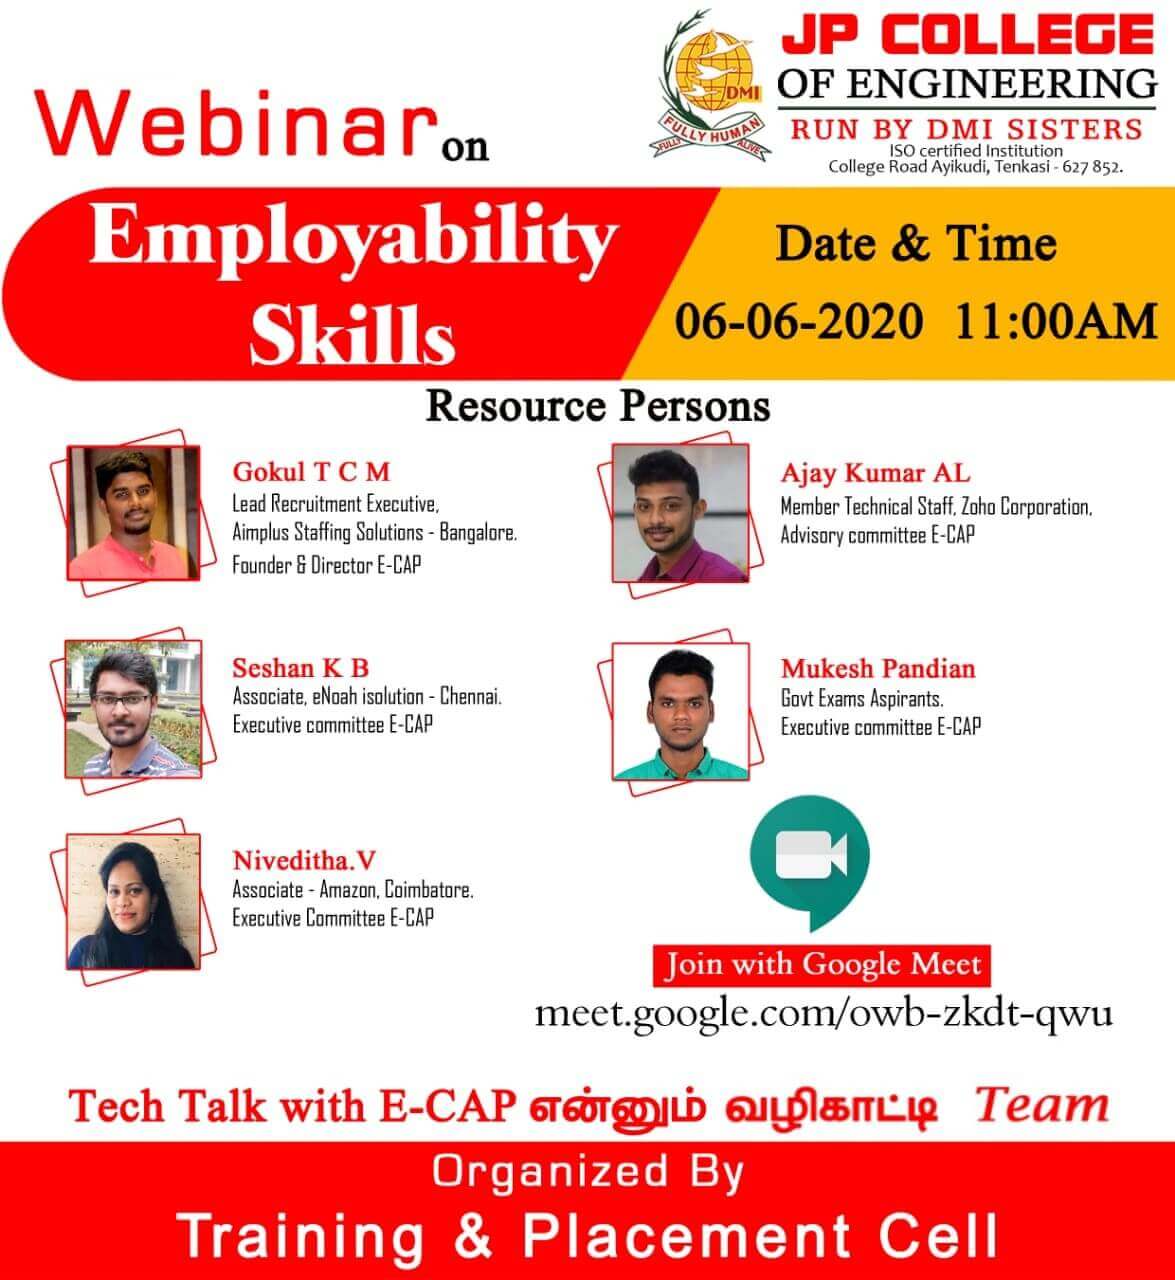 Webinar on
Employability
Skills
JP COLLEGE
OF ENGINEERING
RUN BY DMI SISTERS
ISO certified Institution
College Road Ayikudi, Tenkasi - 627 852.
DMI
FULLY HUMAN
FULLY ALIVE
Date & Time
06-06-2020 11:00AM
Resource Persons
Gokul T C M
Lead Recruitment Executive,
Aimplus Staffing Solutions - Bangalore.
Founder & Director E-CAP
Ajay Kumar AL
Member Technical Staff, Zoho Corporation,
Advisory committee E-CAP
Seshan K B
Associate, eNoah isolution - Chennai.
Executive committee E-CAP
Mukesh Pandian
Govt Exams Aspirants.
Executive committee E-CAP
Niveditha.V
Associate - Amazon, Coimbatore.
Executive Committee E-CAP
Join with Google Meet
meet.google.com/owb-zkdt-qwu
Tech Talk with E-CAP என்னும் வழிகாட்டி Team
Organized By
Training & Placement Cell